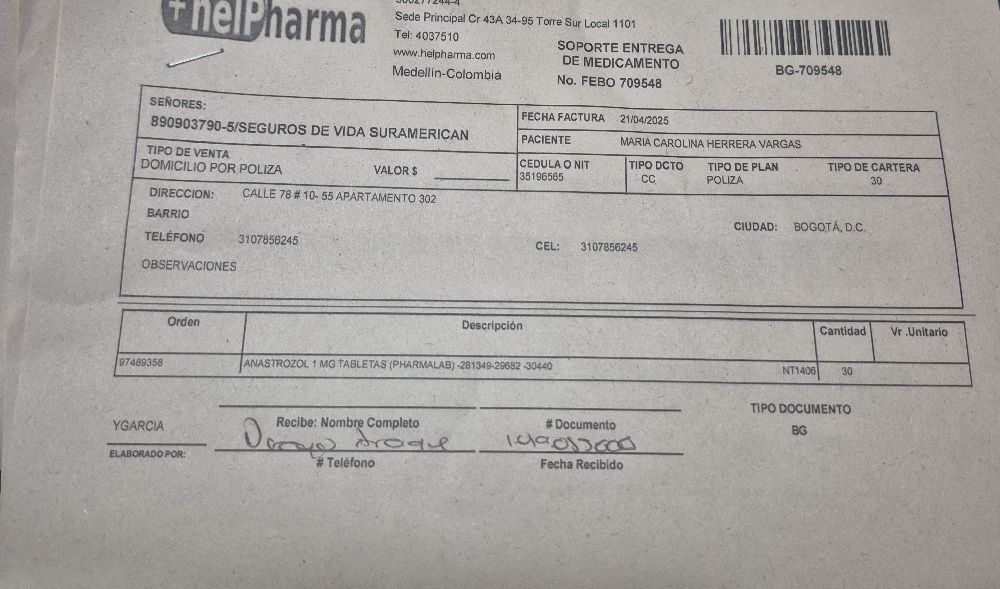 +helPharma
Sede Principal Cr 43A 34-95 Torre Sur Local 1101
Tel: 4037510
www.helpharma.com
Medellin-Colombia
SOPORTE ENTREGA
DE MEDICAMENTO
No. FEBO 709548
BG-709548
SEÑORES:
890903790-5/SEGUROS DE VIDA SURAMERICAN
FECHA FACTURA 21/04/2025
PACIENTE MARIA CAROLINA HERRERA VARGAS
TIPO DE VENTA
DOMICILIO POR POLIZA VALOR $
CEDULA O NIT TIPO DCTO TIPO DE PLAN TIPO DE CARTERA
35196565 CC POLIZA 30
DIRECCION: CALLE 78 # 10- 55 APARTAMENTO 302
BARRIO
CIUDAD: BOGOTÁ, D.C.
TELÉFONO 3107856245 CEL: 3107856245
OBSERVACIONES
Orden Descripción Cantidad Vr .Unitario
97489358 ANASTROZOL 1 MG TABLETAS (PHARMALAB) -281349-29682 -30440 NT1406 30
YGARCIA
ELABORADO POR:
Recibe: Nombre Completo # Documento
# Teléfono Fecha Recibido
TIPO DOCUMENTO
BG